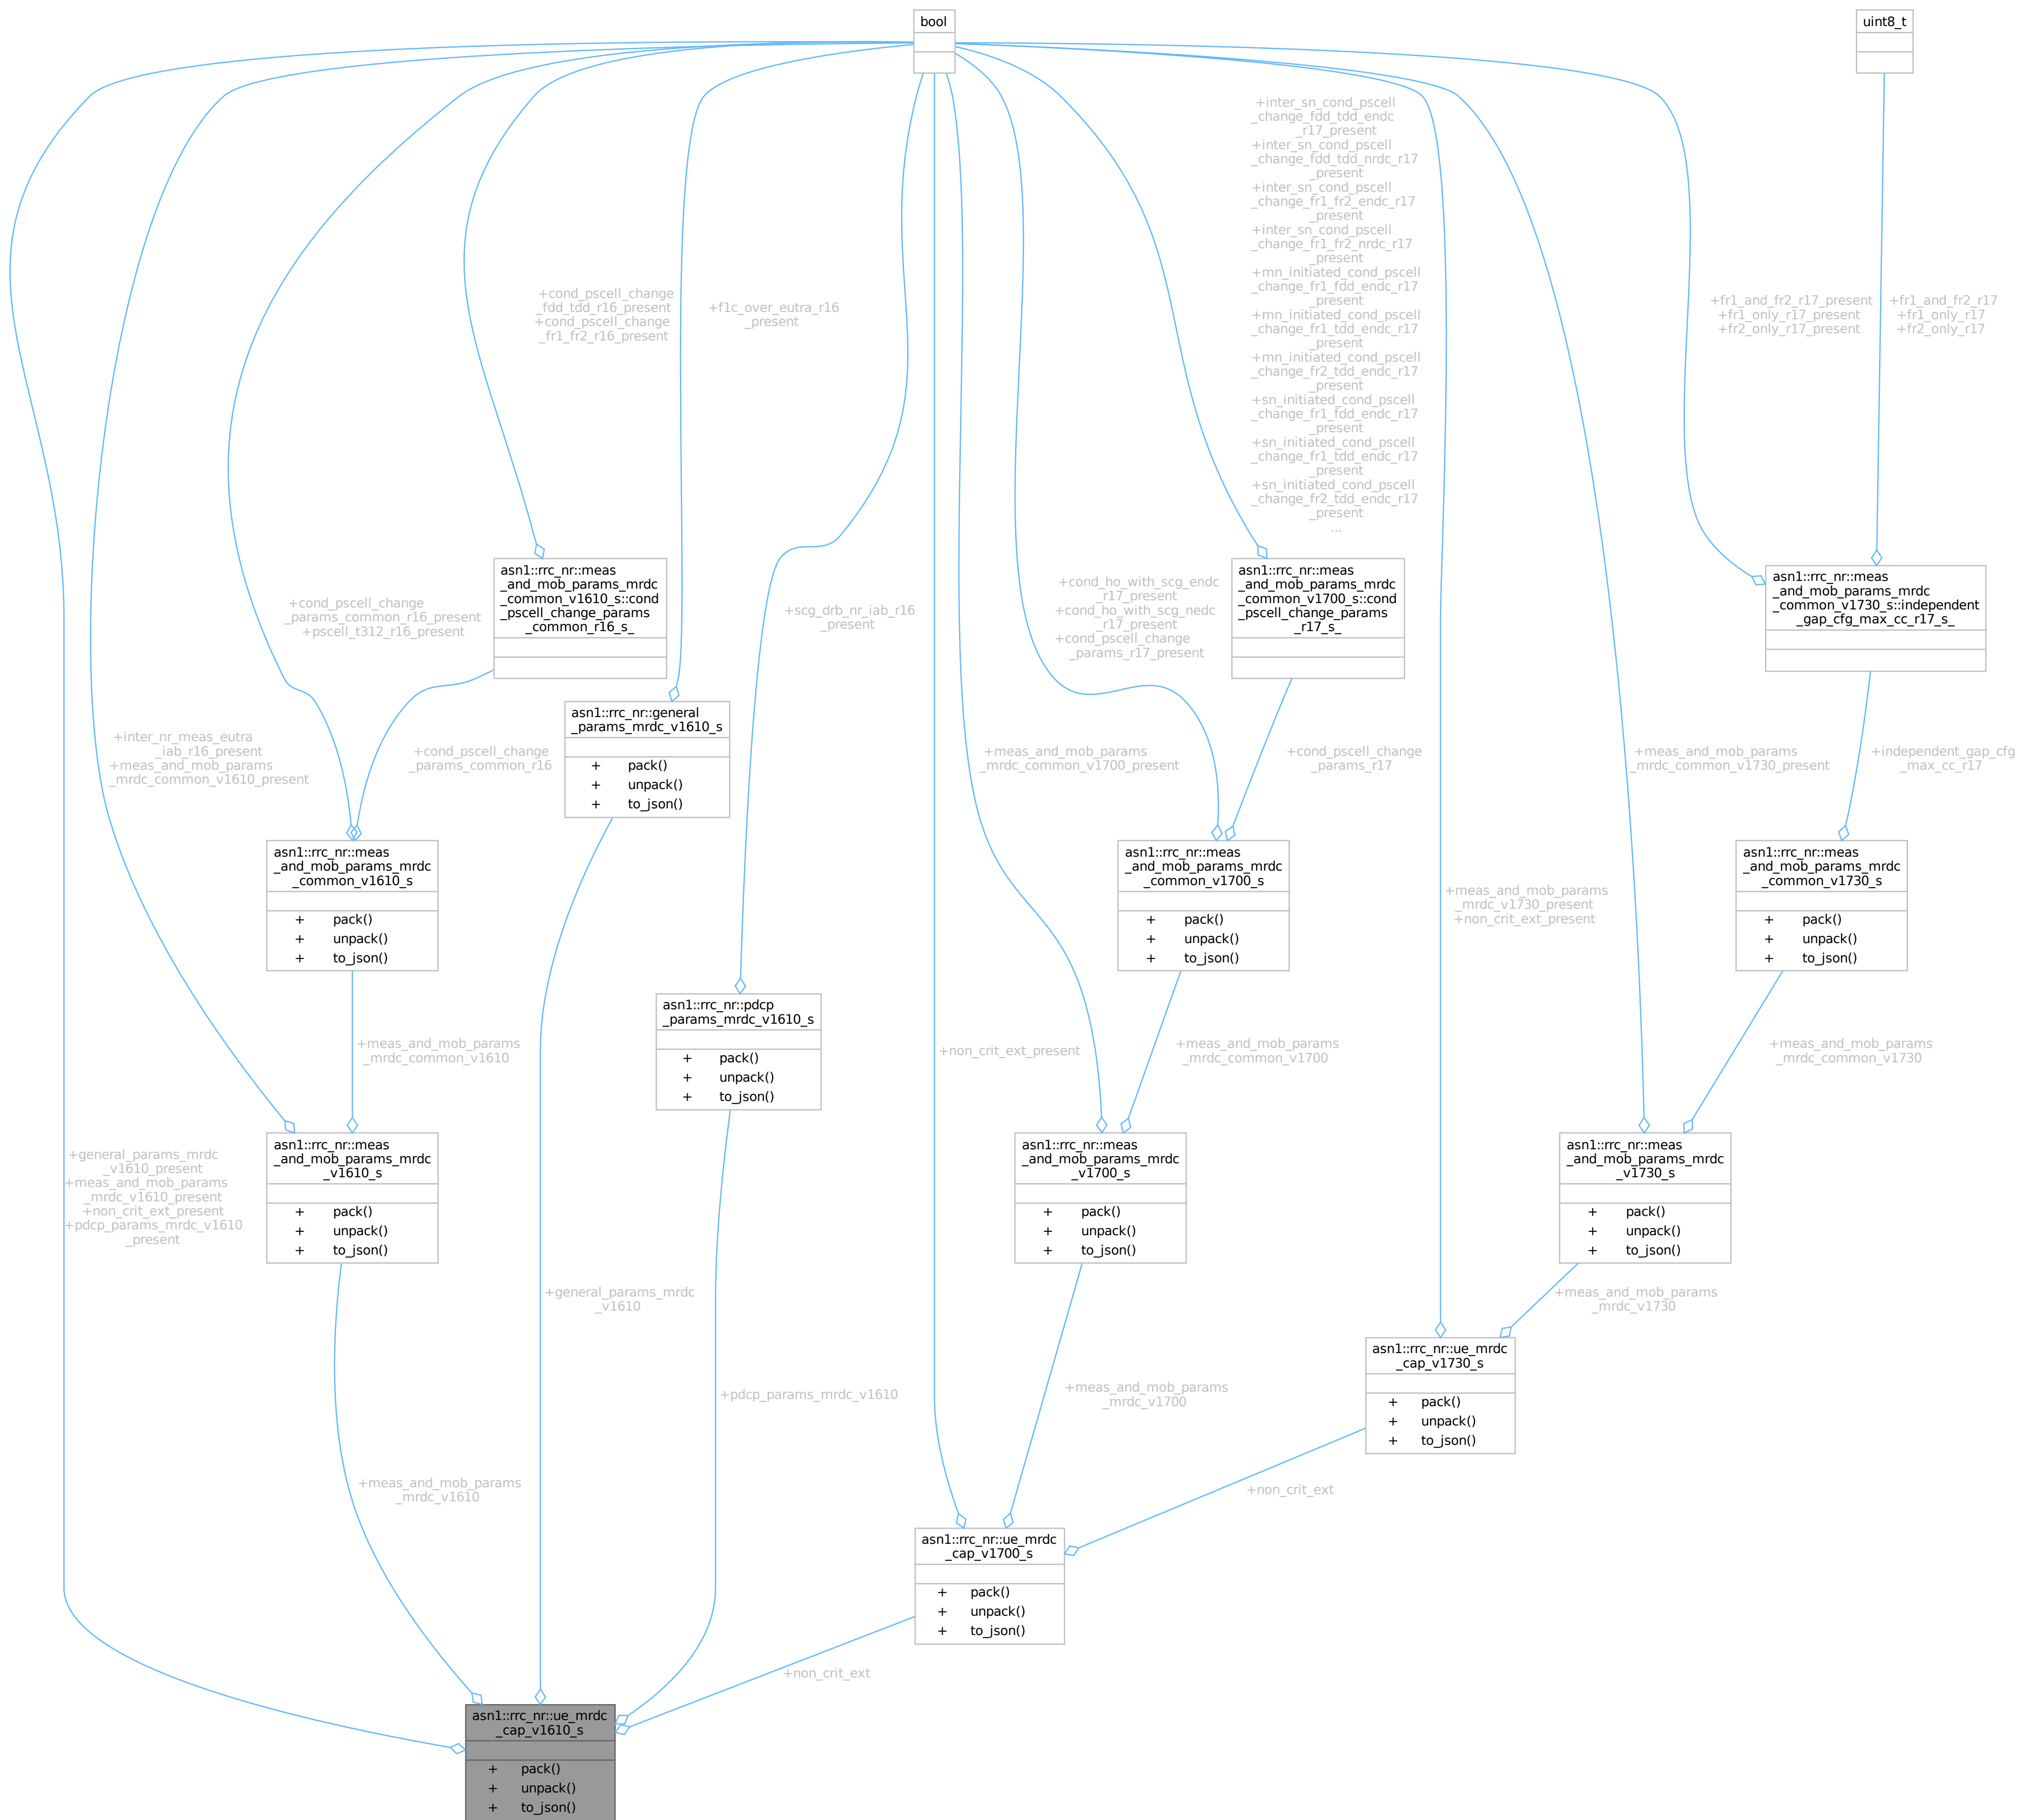 bool
uint8_t
+inter_sn_cond_pscell
_change_fdd_tdd_endc
_r17_present
+inter_sn_cond_pscell
_change_fdd_tdd_nrdc_r17
_present
+inter_sn_cond_pscell
_change_fr1_fr2_endc_r17
_present
+inter_sn_cond_pscell
_change_fr1_fr2_nrdc_r17
_present
+mn_initiated_cond_pscell
_change_fr1_fdd_endc_r17
_present
+mn_initiated_cond_pscell
_change_fr1_tdd_endc_r17
_present
+mn_initiated_cond_pscell
_change_fr2_tdd_endc_r17
_present
+sn_initiated_cond_pscell
_change_fr1_fdd_endc_r17
_present
+sn_initiated_cond_pscell
_change_fr1_tdd_endc_r17
_present
+sn_initiated_cond_pscell
_change_fr2_tdd_endc_r17
_present
...
+cond_pscell_change
_fdd_tdd_r16_present
+cond_pscell_change
_fr1_fr2_r16_present
+f1c_over_eutra_r16
_present
+fr1_and_fr2_r17_present
+fr1_only_r17_present
+fr2_only_r17_present
+fr1_and_fr2_r17
+fr1_only_r17
+fr2_only_r17
asn1::rrc_nr::meas
_and_mob_params_mrdc
_common_v1610_s::cond
_pscell_change_params
_common_r16_s_
asn1::rrc_nr::meas
_and_mob_params_mrdc
_common_v1700_s::cond
_pscell_change_params
_r17_s_
asn1::rrc_nr::meas
_and_mob_params_mrdc
_common_v1730_s::independent
_gap_cfg_max_cc_r17_s_
+cond_pscell_change
_params_common_r16_present
+pscell_t312_r16_present
+scg_drb_nr_iab_r16
_present
+cond_ho_with_scg_endc
_r17_present
+cond_ho_with_scg_nedc
_r17_present
+cond_pscell_change
_params_r17_present
asn1::rrc_nr::general
_params_mrdc_v1610_s
+ pack()
+ unpack()
+ to_json()
+inter_nr_meas_eutra
_iab_r16_present
+meas_and_mob_params
_mrdc_common_v1610_present
+cond_pscell_change
_params_common_r16
+meas_and_mob_params
_mrdc_common_v1700_present
+cond_pscell_change
_params_r17
+meas_and_mob_params
_mrdc_common_v1730_present
+independent_gap_cfg
_max_cc_r17
asn1::rrc_nr::meas
_and_mob_params_mrdc
_common_v1610_s
+ pack()
+ unpack()
+ to_json()
asn1::rrc_nr::meas
_and_mob_params_mrdc
_common_v1700_s
+ pack()
+ unpack()
+ to_json()
asn1::rrc_nr::meas
_and_mob_params_mrdc
_common_v1730_s
+ pack()
+ unpack()
+ to_json()
+meas_and_mob_params
_mrdc_v1730_present
+non_crit_ext_present
asn1::rrc_nr::pdcp
_params_mrdc_v1610_s
+ pack()
+ unpack()
+ to_json()
+meas_and_mob_params
_mrdc_common_v1610
+non_crit_ext_present
+meas_and_mob_params
_mrdc_common_v1700
+meas_and_mob_params
_mrdc_common_v1730
+general_params_mrdc
_v1610_present
+meas_and_mob_params
_mrdc_v1610_present
+non_crit_ext_present
+pdcp_params_mrdc_v1610
_present
asn1::rrc_nr::meas
_and_mob_params_mrdc
_v1610_s
+ pack()
+ unpack()
+ to_json()
asn1::rrc_nr::meas
_and_mob_params_mrdc
_v1700_s
+ pack()
+ unpack()
+ to_json()
asn1::rrc_nr::meas
_and_mob_params_mrdc
_v1730_s
+ pack()
+ unpack()
+ to_json()
+general_params_mrdc
_v1610
+meas_and_mob_params
_mrdc_v1730
asn1::rrc_nr::ue_mrdc
_cap_v1730_s
+ pack()
+ unpack()
+ to_json()
+pdcp_params_mrdc_v1610
+meas_and_mob_params
_mrdc_v1700
+meas_and_mob_params
_mrdc_v1610
+non_crit_ext
asn1::rrc_nr::ue_mrdc
_cap_v1700_s
+ pack()
+ unpack()
+ to_json()
+non_crit_ext
asn1::rrc_nr::ue_mrdc
_cap_v1610_s
+ pack()
+ unpack()
+ to_json()